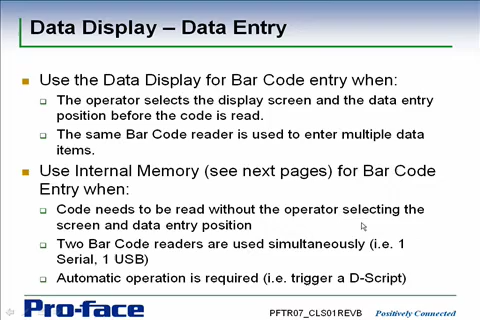 Data Display – Data Entry
Use the Data Display for Bar Code entry when:
The operator selects the display screen and the data entry
position before the code is read.
The same Bar Code reader is used to enter multiple data
items.
Use Internal Memory (see next pages) for Bar Code
Entry when:
Code needs to be read without the operator selecting the
screen and data entry position
Two Bar Code readers are used simultaneously (i.e. 1
Serial, 1 USB)
Automatic operation is required (i.e. trigger a D-Script)
Pro-face PFTR07_CLS01REVB Positively Connected